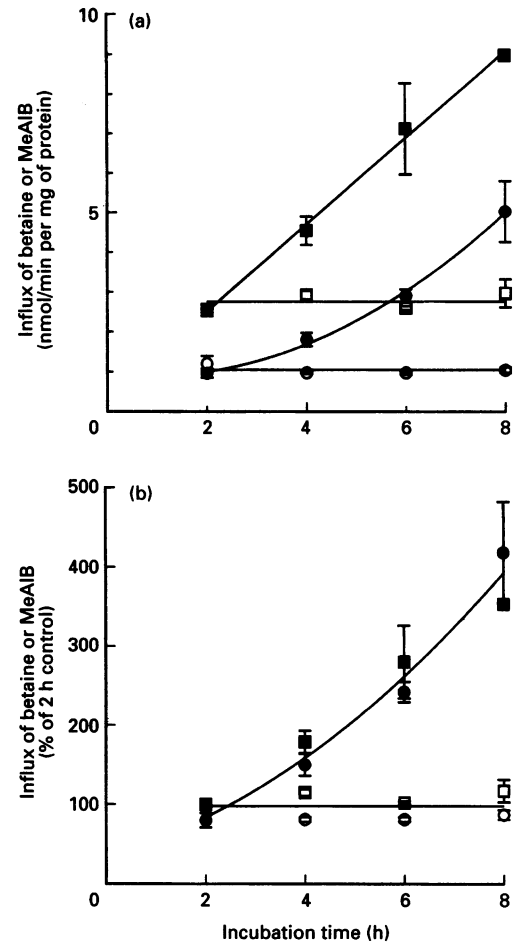 (a)
10
5
0
2
4
6
8
Influx of betaine or MeAIB
(nmol/min per mg of protein)
(b)
500
400
300
200
100
0
2
4
6
8
Influx of betaine or MeAIB
(% of 2 h control)
Incubation time (h)